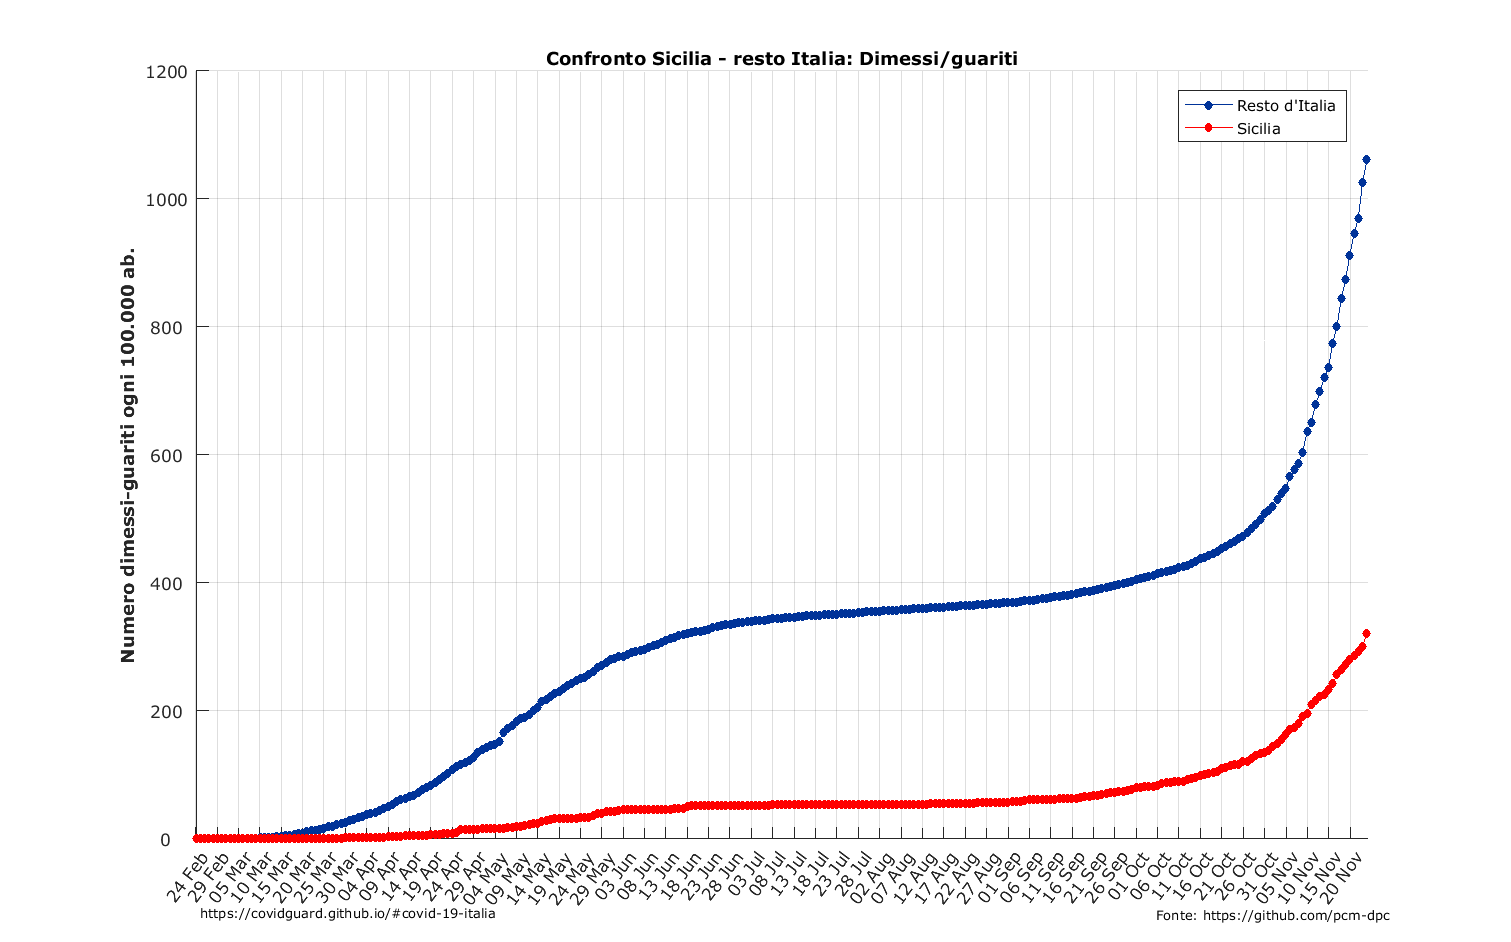 Confronto Sicilia - resto Italia: Dimessi/guariti
Resto d'Italia
Sicilia
Numero dimessi-guariti ogni 100.000 ab.
1200
1000
800
600
400
200
0
24 Feb
29 Feb
05 Mar
10 Mar
15 Mar
20 Mar
25 Mar
30 Mar
04 Apr
09 Apr
14 Apr
19 Apr
24 Apr
29 Apr
04 May
09 May
14 May
19 May
24 May
29 May
03 Jun
08 Jun
13 Jun
18 Jun
23 Jun
28 Jun
03 Jul
08 Jul
13 Jul
18 Jul
23 Jul
28 Jul
02 Aug
07 Aug
12 Aug
17 Aug
22 Aug
27 Aug
01 Sep
06 Sep
11 Sep
16 Sep
21 Sep
26 Sep
01 Oct
06 Oct
11 Oct
16 Oct
21 Oct
26 Oct
31 Oct
05 Nov
10 Nov
15 Nov
20 Nov
https://covidguard.github.io/#covid-19-italia
Fonte: https://github.com/pcm-dpc